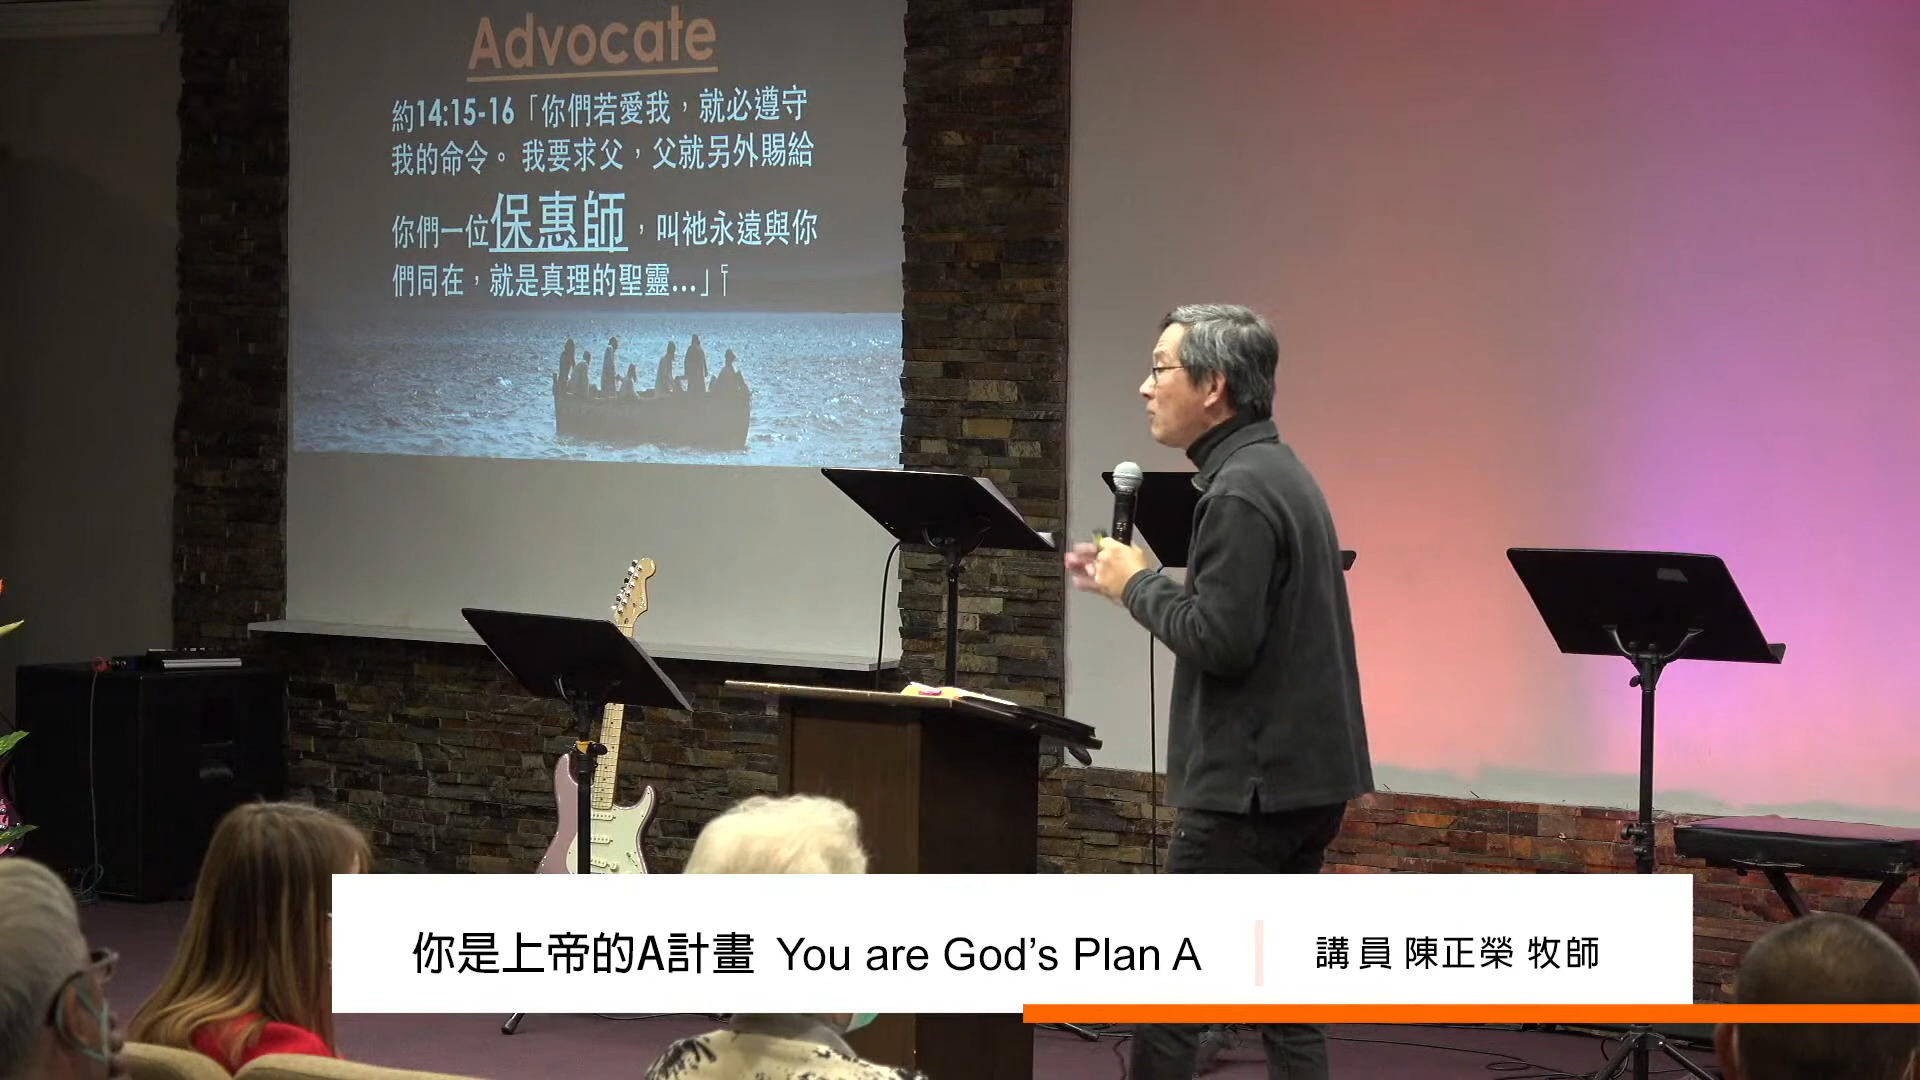 Advocate
約14:15-16「你們若愛我，就必遵守
我的命令。 我要求父，父就另外賜給
你們一位保惠師，叫祂永遠與你
們同在，就是真理的聖靈...」
你是上帝的A計畫 You are God’s Plan A
講員 陳正榮 牧師